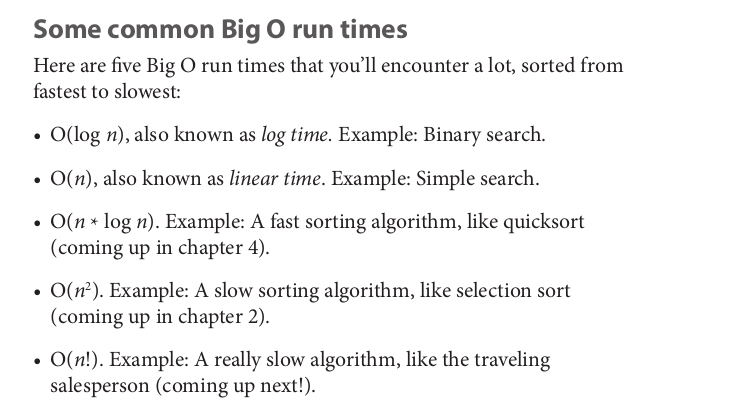 Some common Big O run times
Here are five Big O run times that you’ll encounter a lot, sorted from
fastest to slowest:
• O(log n), also known as log time. Example: Binary search.
• O(n), also known as linear time. Example: Simple search.
• O(n * log n). Example: A fast sorting algorithm, like quicksort
(coming up in chapter 4).
• O(n²). Example: A slow sorting algorithm, like selection sort
(coming up in chapter 2).
• O(n!). Example: A really slow algorithm, like the traveling
salesperson (coming up next!).